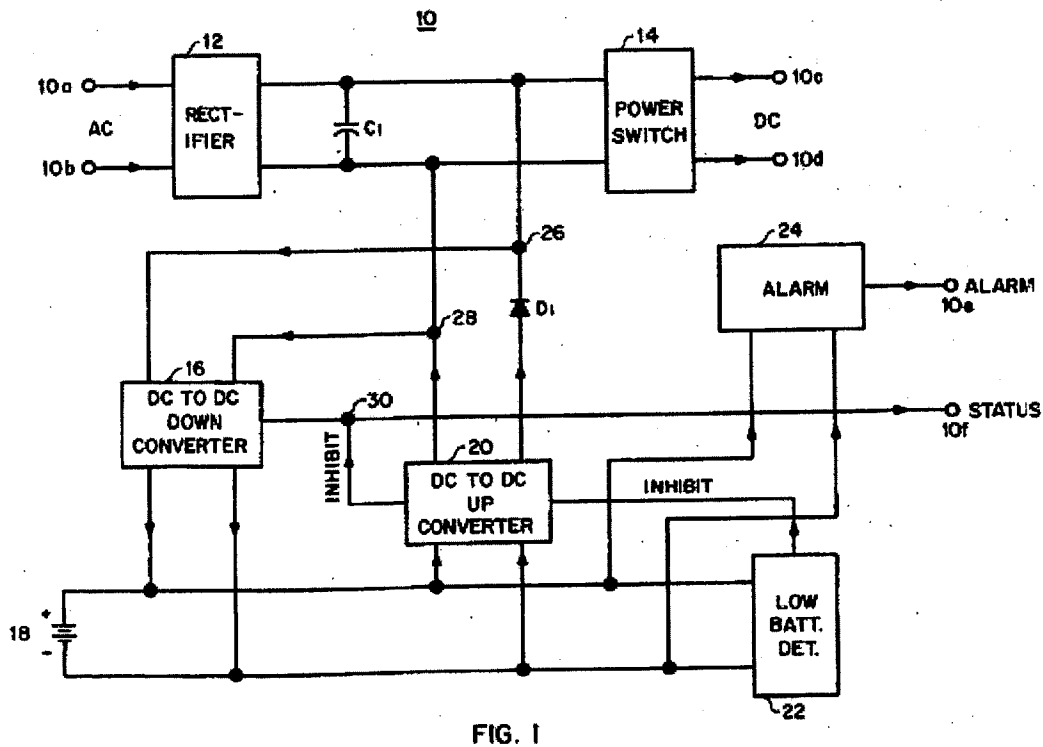 10
12
14
10a
10c
RECT-
IFIER
POWER
SWITCH
AC
C1
DC
10b
10d
26
24
ALARM
ALARM
10e
D1
28
16
DC TO DC
DOWN
CONVERTER
30
STATUS
10f
INHIBIT
20
DC TO DC
UP
CONVERTER
INHIBIT
+
18
-
LOW
BATT.
DET.
22
FIG. 1